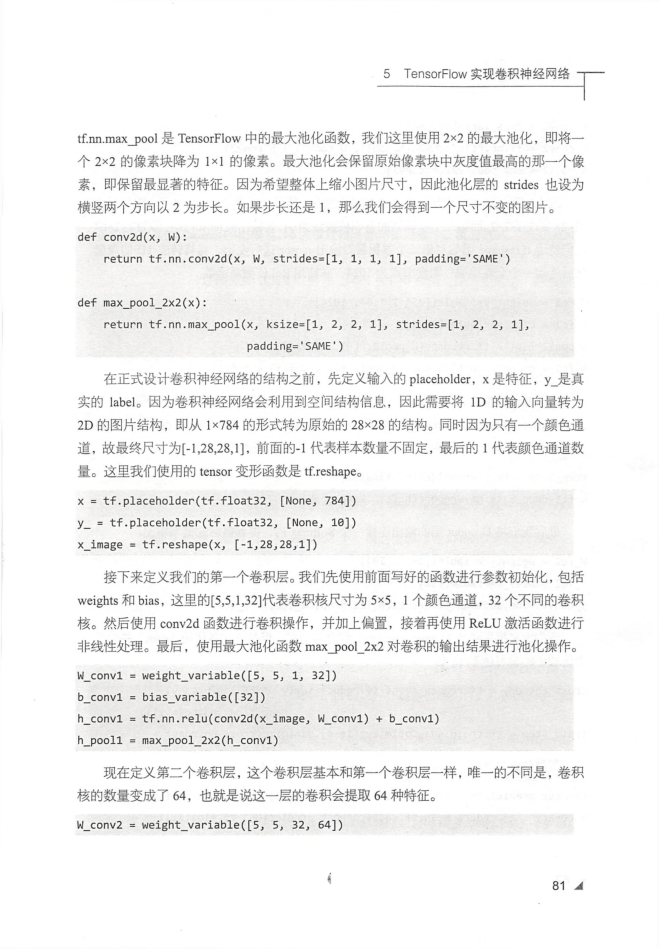 5 TensorFlow 实现卷积神经网络
tf.nn.max_pool 是 TensorFlow 中的最大池化函数，我们这里使用 2×2 的最大池化，即将一
个 2×2 的像素块降为 1×1 的像素。最大池化会保留原始像素块中灰度值最高的那一个像
素，即保留最显著的特征。因为希望整体上缩小图片尺寸，因此池化层的 strides 也设为
横竖两个方向以 2 为步长。如果步长还是 1，那么我们会得到一个尺寸不变的图片。
def conv2d(x, W):
return tf.nn.conv2d(x, W, strides=[1, 1, 1, 1], padding='SAME')
def max_pool_2x2(x):
return tf.nn.max_pool(x, ksize=[1, 2, 2, 1], strides=[1, 2, 2, 1],
padding='SAME')
在正式设计卷积神经网络的结构之前，先定义输入的 placeholder，x 是特征，y_是真
实的 label。因为卷积神经网络会利用到空间结构信息，因此需要将 1D 的输入向量转为
2D 的图片结构，即从 1×784 的形式转为原始的 28×28 的结构。同时因为只有一个颜色通
道，故最终尺寸为[-1,28,28,1]，前面的-1 代表样本数量不固定，最后的 1 代表颜色通道数
量。这里我们使用的 tensor 变形函数是 tf.reshape。
x = tf.placeholder(tf.float32, [None, 784])
y_ = tf.placeholder(tf.float32, [None, 10])
x_image = tf.reshape(x, [-1,28,28,1])
接下来定义我们的第一个卷积层。我们先使用前面写好的函数进行参数初始化，包括
weights 和 bias，这里的[5,5,1,32]代表卷积核尺寸为 5×5，1 个颜色通道，32 个不同的卷积
核。然后使用 conv2d 函数进行卷积操作，并加上偏置，接着再使用 ReLU 激活函数进行
非线性处理。最后，使用最大池化函数 max_pool_2x2 对卷积的输出结果进行池化操作。
W_conv1 = weight_variable([5, 5, 1, 32])
b_conv1 = bias_variable([32])
h_conv1 = tf.nn.relu(conv2d(x_image, W_conv1) + b_conv1)
h_pool1 = max_pool_2x2(h_conv1)
现在定义第二个卷积层，这个卷积层基本和第一个卷积层一样，唯一的不同是，卷积
核的数量变成了 64，也就是说这一层的卷积会提取 64 种特征。
W_conv2 = weight_variable([5, 5, 32, 64])
81